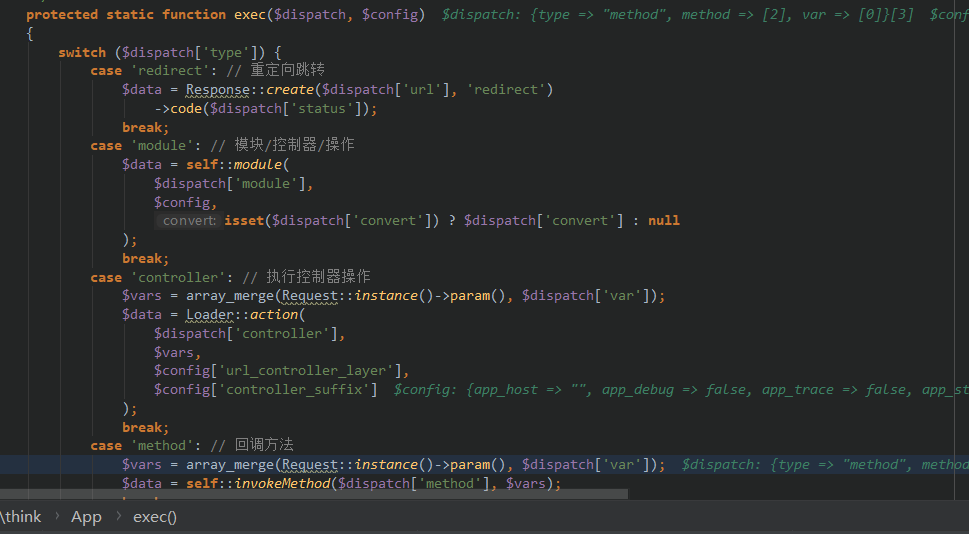 protected static function exec($dispatch, $config)  $dispatch: {type => "method", method => [2], var => [0]}[3]  $conf
{
    switch ($dispatch['type']) {
        case 'redirect': // 重定向跳转
            $data = Response::create($dispatch['url'], 'redirect')
                ->code($dispatch['status']);
            break;
        case 'module': // 模块/控制器/操作
            $data = self::module(
                $dispatch['module'],
                $config,
                convert: isset($dispatch['convert']) ? $dispatch['convert'] : null
            );
            break;
        case 'controller': // 执行控制器操作
            $vars = array_merge(Request::instance()->param(), $dispatch['var']);
            $data = Loader::action(
                $dispatch['controller'],
                $vars,
                $config['url_controller_layer'],
                $config['controller_suffix']  $config: {app_host => "", app_debug => false, app_trace => false, app_st
            );
            break;
        case 'method': // 回调方法
            $vars = array_merge(Request::instance()->param(), $dispatch['var']);  $dispatch: {type => "method", method
            $data = self::invokeMethod($dispatch['method'], $vars);
\think › App › exec()